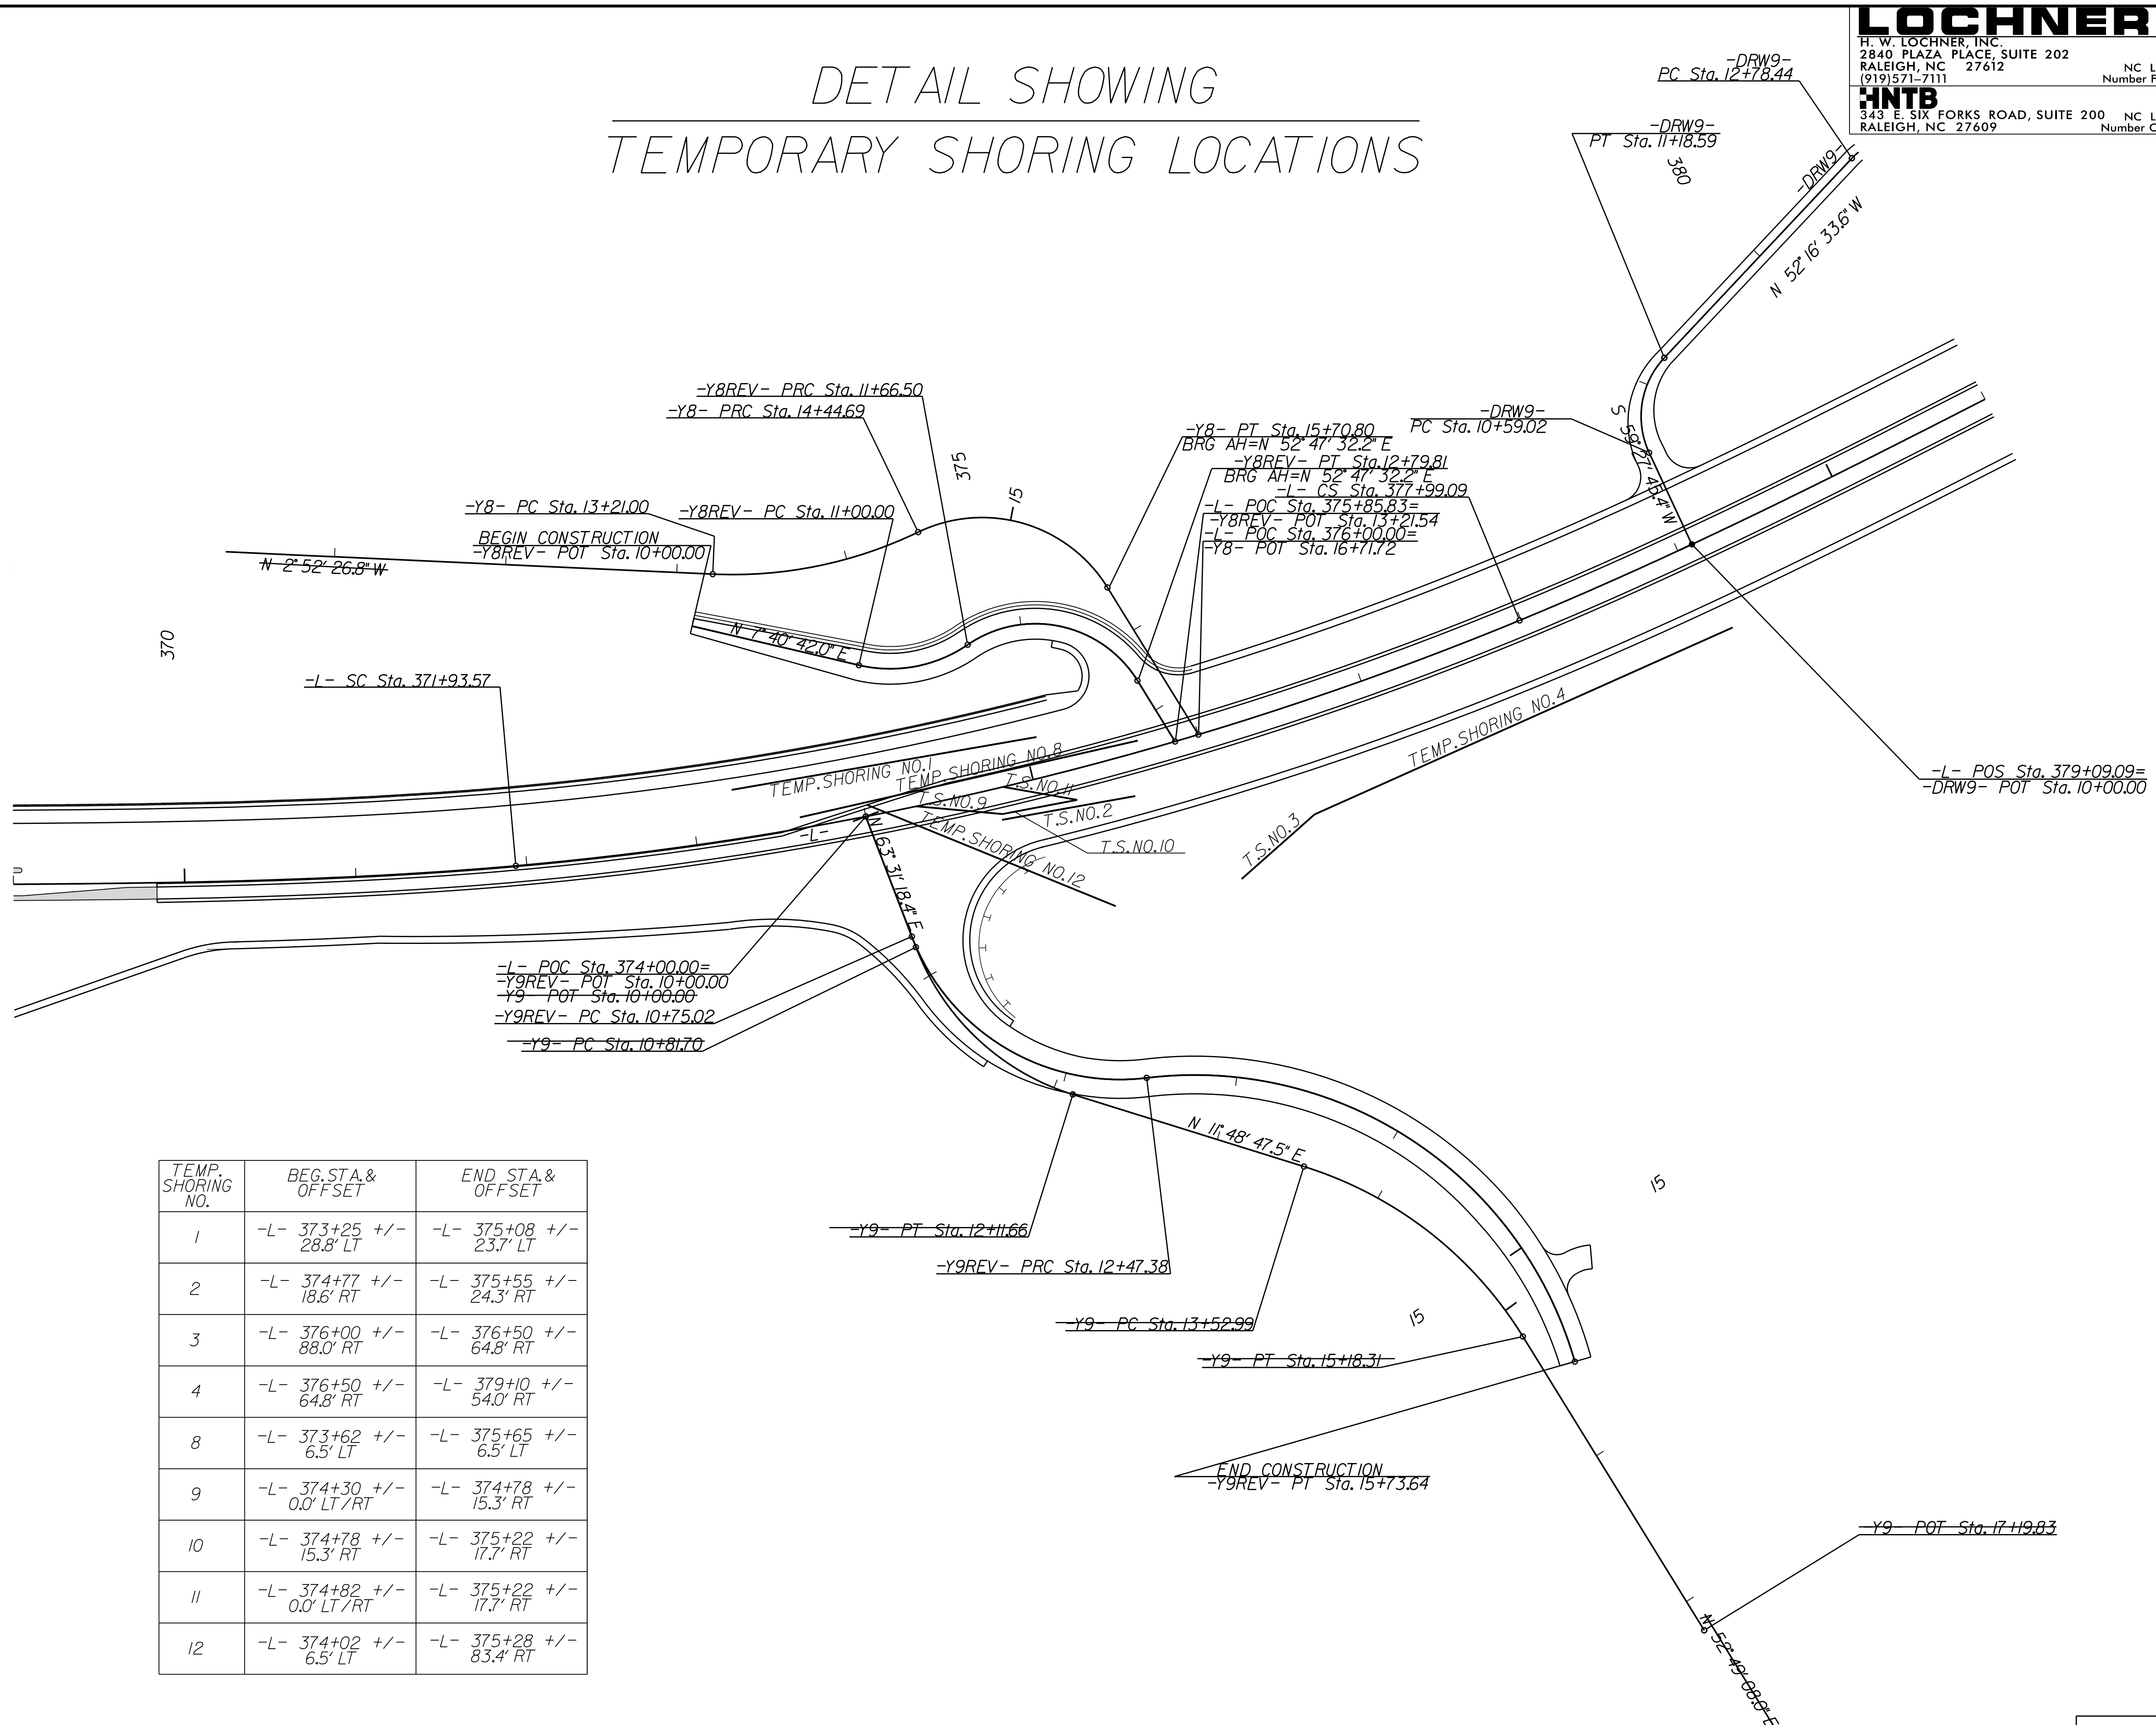 LOCHNER
H. W. LOCHNER, INC.
2840 PLAZA PLACE, SUITE 202
RALEIGH, NC 27612 NC L
(919)571-7111 Number F
HNTB
343 E. SIX FORKS ROAD, SUITE 200 NC L
RALEIGH, NC 27609 Number C
DETAIL SHOWING
TEMPORARY SHORING LOCATIONS
-DRW9-
PC Sta. 12+78.44
-DRW9-
PT Sta. 11+18.59
380
-DRW9-
N 52° 16' 33.6" W
-Y8REV- PRC Sta. 11+66.50
-Y8- PRC Sta. 14+44.69
375
15
-Y8- PT Sta. 15+70.80
BRG AH=N 52° 47' 32.2" E
-DRW9-
PC Sta. 10+59.02
S 59° 27' 45.4" W
-Y8REV- PT Sta. 12+79.81
BRG AH=N 52° 47' 32.2" E
-L- CS Sta. 377+99.09
-L- POC Sta. 375+85.83=
-Y8REV- POT Sta. 13+21.54
-L- POC Sta. 376+00.00=
-Y8- POT Sta. 16+71.72
-Y8- PC Sta. 13+21.00
-Y8REV- PC Sta. 11+00.00
BEGIN CONSTRUCTION
-Y8REV- POT Sta. 10+00.00
N 2° 52' 26.8" W
370
N 7° 40' 42.0" E
-L- SC Sta. 371+93.57
TEMP. SHORING NO. 1
TEMP. SHORING NO. 8
T.S. NO. 11
T.S. NO. 9
T.S. NO. 2
TEMP. SHORING NO. 4
-L- POS Sta. 379+09.09=
-DRW9- POT Sta. 10+00.00
-L-
TEMP. SHORING NO. 12
T.S. NO. 10
T.S. NO. 3
N 63° 31' 18.4" E
-L- POC Sta. 374+00.00=
-Y9REV- POT Sta. 10+00.00
-Y9- POT Sta. 10+00.00
-Y9REV- PC Sta. 10+75.02
-Y9- PC Sta. 10+81.70
N 11° 48' 47.5" E
15
-Y9- PT Sta. 12+11.66
-Y9REV- PRC Sta. 12+47.38
-Y9- PC Sta. 13+52.99
15
-Y9- PT Sta. 15+18.31
END CONSTRUCTION
-Y9REV- PT Sta. 15+73.64
-Y9- POT Sta. 17+19.83
N 52° 49' 08.0" E
TEMP. SHORING NO. BEG. STA. & OFFSET END STA. & OFFSET
1 -L- 373+25 +/- 28.8' LT -L- 375+08 +/- 23.7' LT
2 -L- 374+77 +/- 18.6' RT -L- 375+55 +/- 24.3' RT
3 -L- 376+00 +/- 88.0' RT -L- 376+50 +/- 64.8' RT
4 -L- 376+50 +/- 64.8' RT -L- 379+10 +/- 54.0' RT
8 -L- 373+62 +/- 6.5' LT -L- 375+65 +/- 6.5' LT
9 -L- 374+30 +/- 0.0' LT/RT -L- 374+78 +/- 15.3' RT
10 -L- 374+78 +/- 15.3' RT -L- 375+22 +/- 17.7' RT
11 -L- 374+82 +/- 0.0' LT/RT -L- 375+22 +/- 17.7' RT
12 -L- 374+02 +/- 6.5' LT -L- 375+28 +/- 83.4' RT